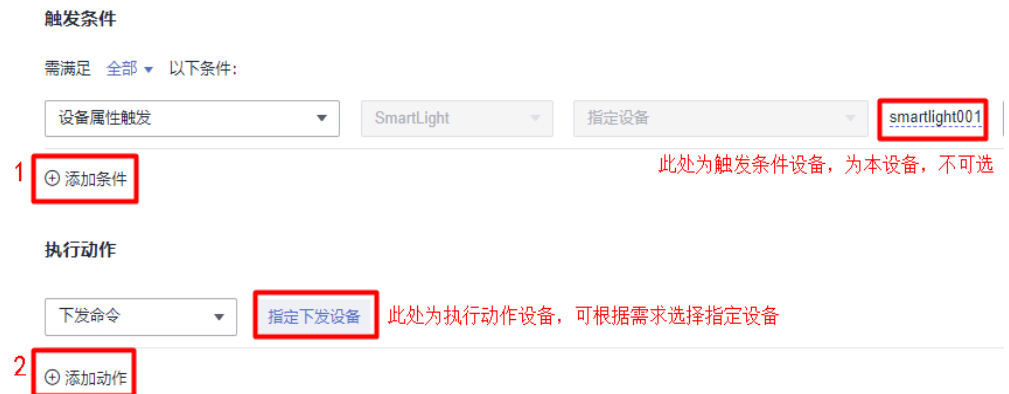 触发条件
需满足 全部 以下条件:
设备属性触发 SmartLight 指定设备 smartlight001
此处为触发条件设备，为本设备，不可选
1 添加条件
执行动作
下发命令 指定下发设备 此处为执行动作设备，可根据需求选择指定设备
2 添加动作